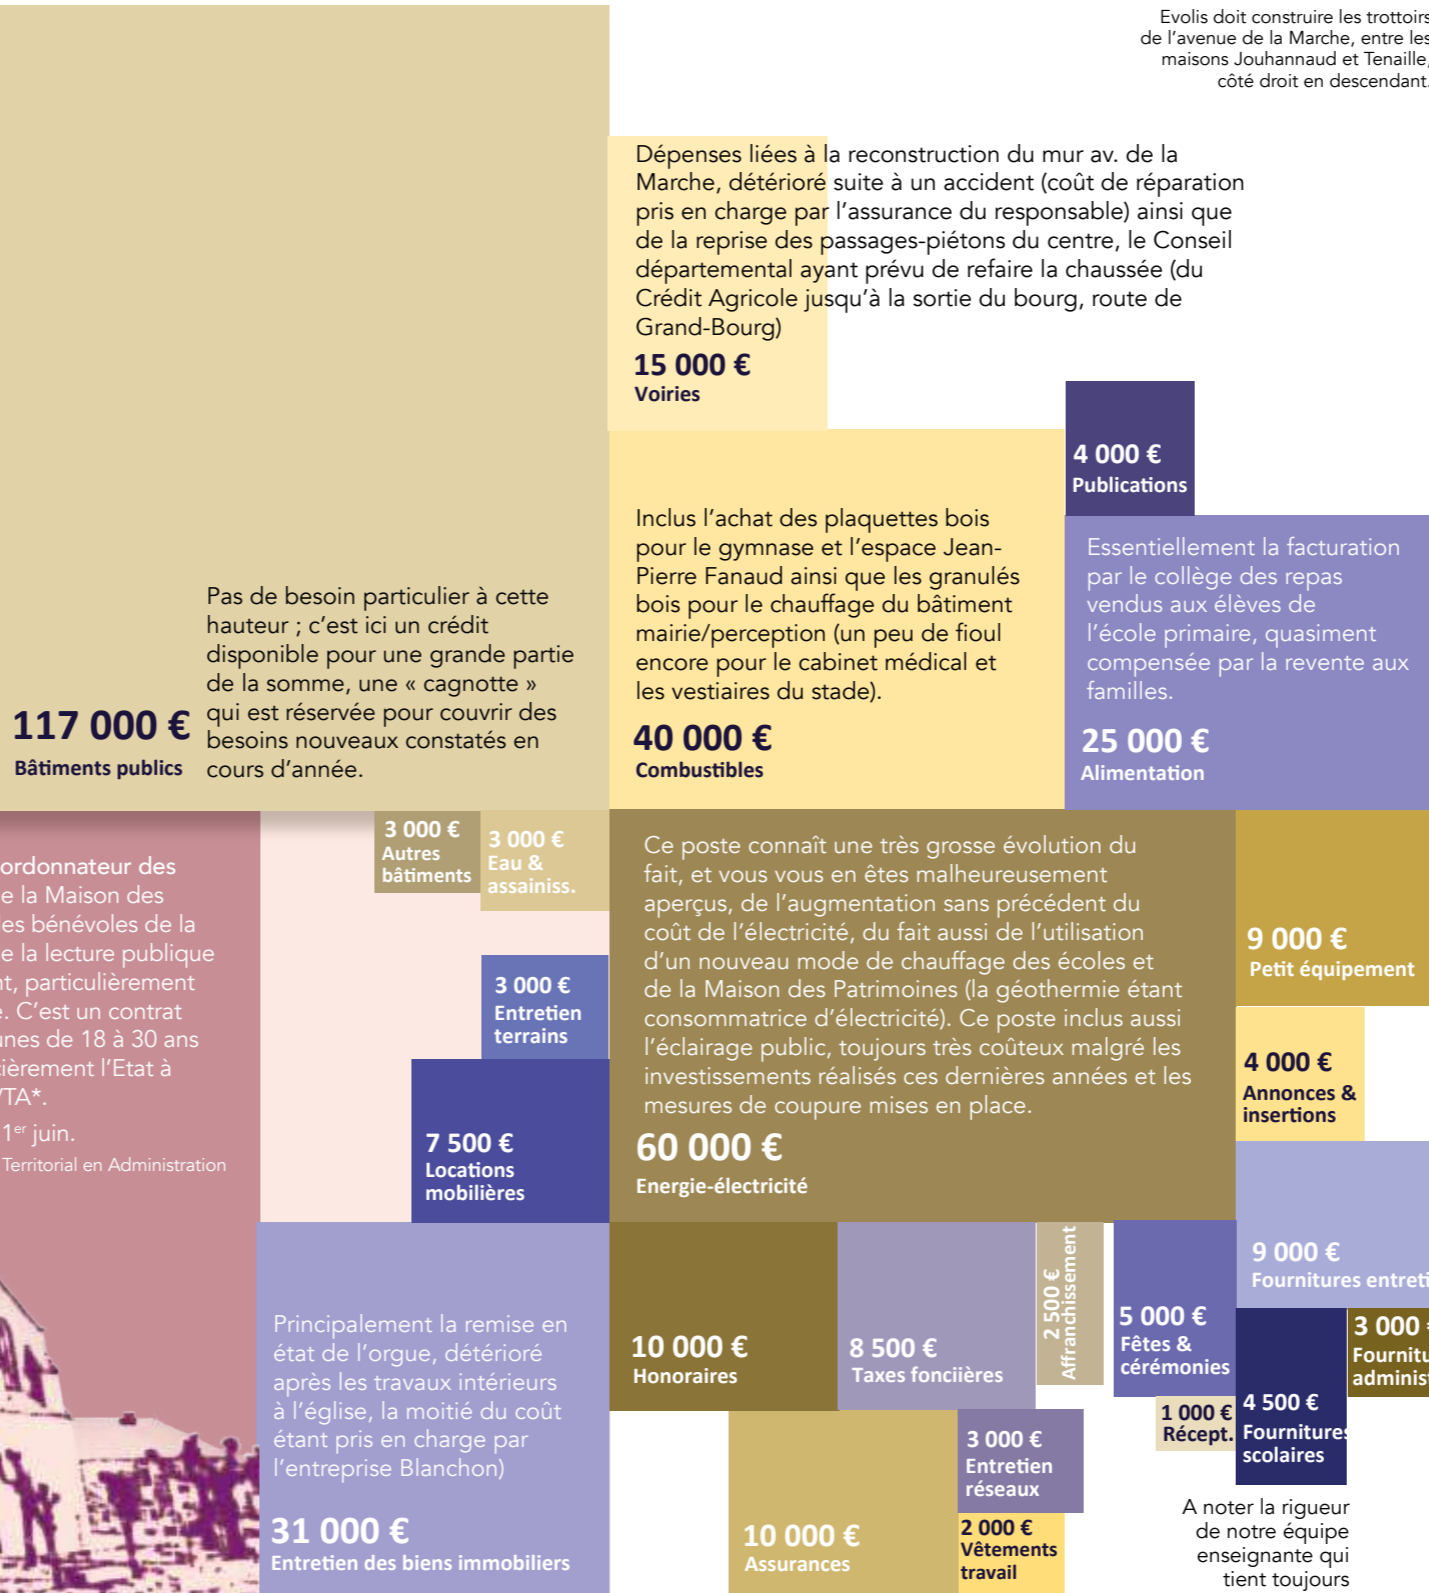 Evolis doit construire les trottoirs
de l’avenue de la Marche, entre les
maisons Jouhannaud et Tenaille,
côté droit en descendant.
Dépenses liées à la reconstruction du mur av. de la
Marche, détérioré suite à un accident (coût de réparation
pris en charge par l’assurance du responsable) ainsi que
de la reprise des passages-piétons du centre, le Conseil
départemental ayant prévu de refaire la chaussée (du
Crédit Agricole jusqu’à la sortie du bourg, route de
Grand-Bourg)
15 000 €
Voiries
4 000 €
Publications
Pas de besoin particulier à cette
hauteur ; c’est ici un crédit
disponible pour une grande partie
de la somme, une « cagnotte »
qui est réservée pour couvrir des
besoins nouveaux constatés en
cours d’année.
117 000 €
Bâtiments publics
Inclus l’achat des plaquettes bois
pour le gymnase et l’espace Jean-
Pierre Fanaud ainsi que les granulés
bois pour le chauffage du bâtiment
mairie/perception (un peu de fioul
encore pour le cabinet médical et
les vestiaires du stade).
40 000 €
Combustibles
Essentiellement la facturation
par le collège des repas
vendus aux élèves de
l’école primaire, quasiment
compensée par la revente aux
familles.
25 000 €
Alimentation
ordonnateur des
e la Maison des
les bénévoles de la
e la lecture publique
nt, particulièrement
e. C’est un contrat
unes de 18 à 30 ans
cièrement l’Etat à
VTA*.
1er juin.
Territorial en Administration
3 000 €
Autres
bâtiments
3 000 €
Eau &
assainiss.
3 000 €
Entretien
terrains
7 500 €
Locations
mobilières
Ce poste connaît une très grosse évolution du
fait, et vous vous en êtes malheureusement
aperçus, de l’augmentation sans précédent du
coût de l’électricité, du fait aussi de l’utilisation
d’un nouveau mode de chauffage des écoles et
de la Maison des Patrimoines (la géothermie étant
consommatrice d’électricité). Ce poste inclus aussi
l’éclairage public, toujours très coûteux malgré les
investissements réalisés ces dernières années et les
mesures de coupure mises en place.
60 000 €
Energie-électricité
9 000 €
Petit équipement
4 000 €
Annonces &
insertions
9 000 €
Fournitures entreti
Principalement la remise en
état de l’orgue, détérioré
après les travaux intérieurs
à l’église, la moitié du coût
étant pris en charge par
l’entreprise Blanchon)
31 000 €
Entretien des biens immobiliers
10 000 €
Honoraires
8 500 €
Taxes fonciières
2 500 €
Affranchissement
5 000 €
Fêtes &
cérémonies
1 000 €
Récept.
4 500 €
Fournitures
scolaires
3 000 €
Fournitu
adminis
10 000 €
Assurances
3 000 €
Entretien
réseaux
2 000 €
Vêtements
travail
A noter la rigueur
de notre équipe
enseignante qui
tient toujours